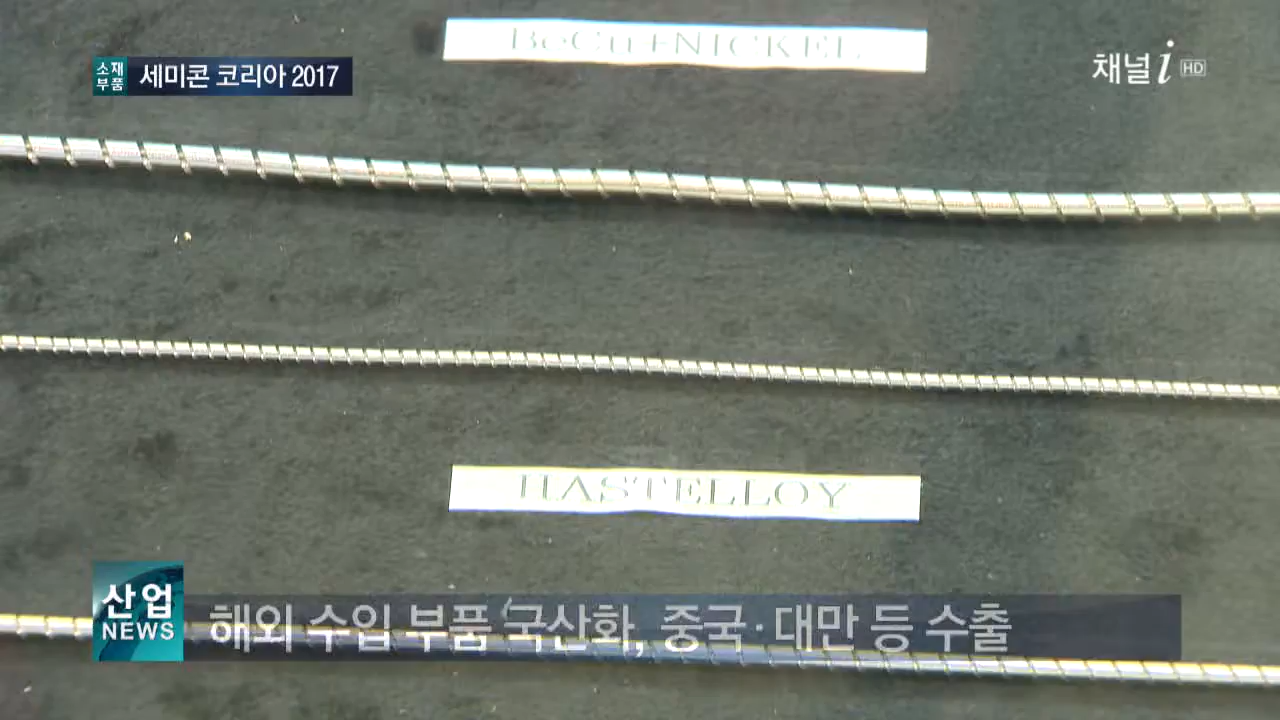 BeCu+NICKEL
소재
부품
세미콘 코리아 2017
채널i HD
HASTELLOY
산업
NEWS
해외 수입 부품 ‘국산화, 중국·대만 등 수출